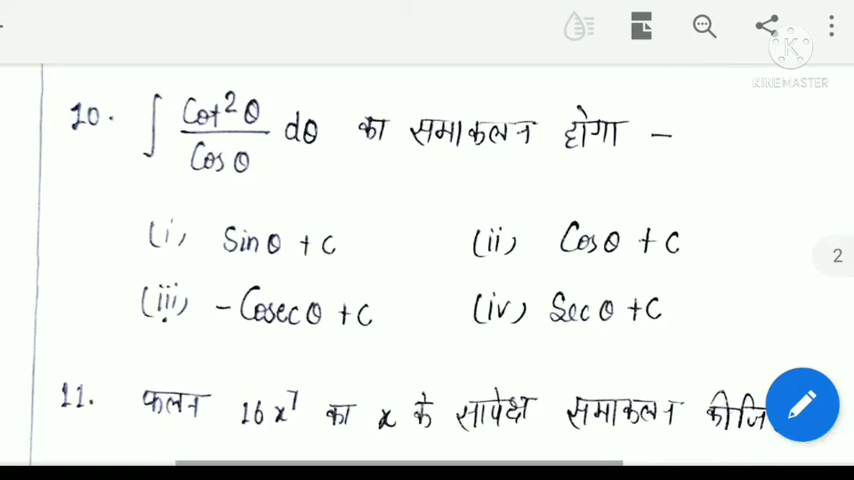 KINEMASTER
10. ∫ Cot²θ / Cosθ dθ का समाकलन होगा –
(i) Sinθ + c (ii) Cosθ + c
(iii) - Cosecθ + c (iv) Secθ + c
2
11. फलन 16x⁷ का x के सापेक्ष समाकलन